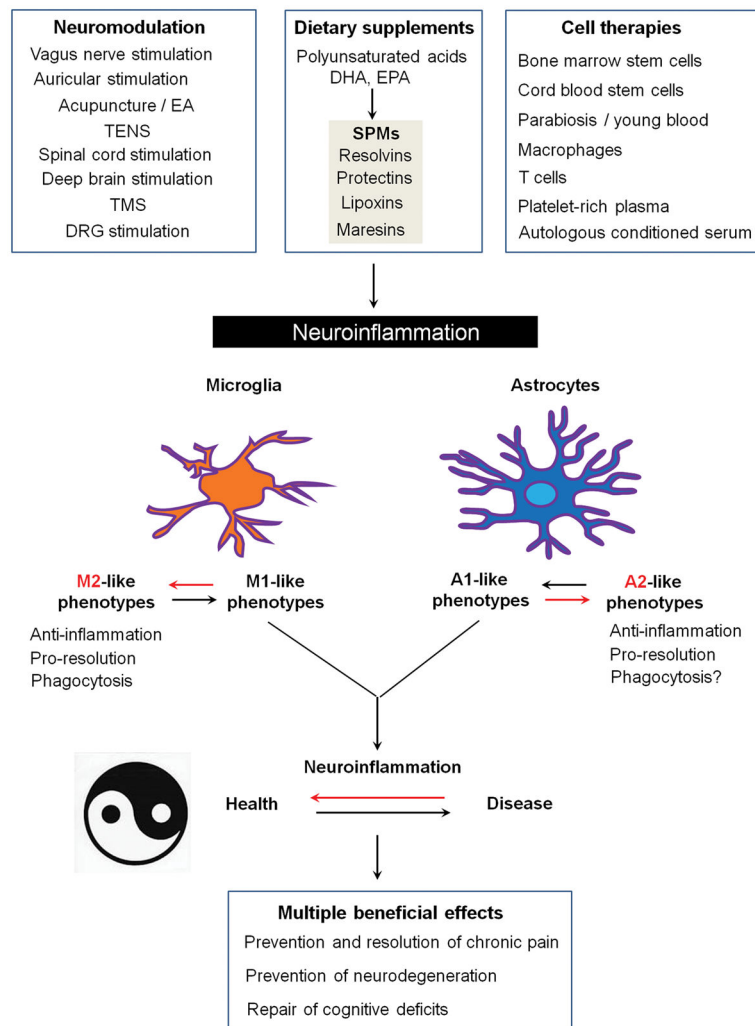 Neuromodulation
Vagus nerve stimulation
Auricular stimulation
Acupuncture / EA
TENS
Spinal cord stimulation
Deep brain stimulation
TMS
DRG stimulation
Dietary supplements
Polyunsaturated acids
DHA, EPA
SPMs
Resolvins
Protectins
Lipoxins
Maresins
Cell therapies
Bone marrow stem cells
Cord blood stem cells
Parabiosis / young blood
Macrophages
T cells
Platelet-rich plasma
Autologous conditioned serum
Neuroinflammation
Microglia
Astrocytes
M2-like
phenotypes
M1-like
phenotypes
A1-like
phenotypes
A2-like
phenotypes
Anti-inflammation
Pro-resolution
Phagocytosis
Anti-inflammation
Pro-resolution
Phagocytosis?
Neuroinflammation
Health
Disease
Multiple beneficial effects
Prevention and resolution of chronic pain
Prevention of neurodegeneration
Repair of cognitive deficits